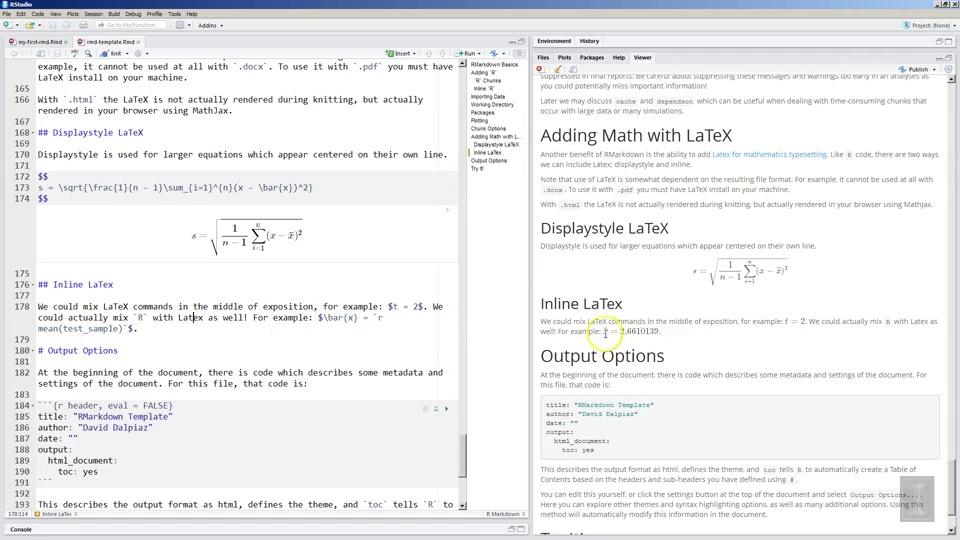 RStudio
File Edit Code View Plots Session Build Debug Profile Tools Help
Go to file/function Addins
Project: (None)
my-first-rmd.Rmd rmd-template.Rmd
Knit Insert Run
example, it cannot be used at all with `.docx`. To use it with `.pdf` you must have
LaTeX install on your machine.
165
166 With `.html` the LaTeX is not actually rendered during knitting, but actually
rendered in your browser using MathJax.
167
168 ## Displaystyle LaTeX
169
170 Displaystyle is used for larger equations which appear centered on their own line.
171
172 $$
173 s = \sqrt{\frac{1}{n - 1}\sum_{i=1}^{n}(x - \bar{x})^2}
174 $$
s = √ 1 n−1 n ∑ i=1 (x − x̄)²
175
176 ## Inline LaTeX
177
178 We could mix LaTeX commands in the middle of exposition, for example: $t = 2$. We
could actually mix `R` with Latex as well! For example: $\bar{x} = `r
mean(test_sample)`$.
179
180 # Output Options
181
182 At the beginning of the document, there is code which describes some metadata and
settings of the document. For this file, that code is:
183
184 ```{r header, eval = FALSE}
185 title: "RMarkdown Template"
186 author: "David Dalpiaz"
187 date: ""
188 output:
189 html_document:
190 toc: yes
191 ```
192
193 This describes the output format as html, defines the theme, and `toc` tells `R` to
178:114 Inline LaTeX R Markdown
Console
RMarkdown Basics
Adding `R`
`R` Chunks
Inline `R`
Importing Data
Working Directory
Packages
Plotting
Chunk Options
Adding Math with L...
Displaystyle LaTeX
Inline LaTeX
Output Options
Try It!
Environment History
Files Plots Packages Help Viewer
Publish
suppressed in final reports. Be careful about suppressing these messages and warnings too early in an analyses as
you could potentially miss important information!
Later we may discuss cache and dependson which can be useful when dealing with time-consuming chunks that
occur with large data or many simulations.
Adding Math with LaTeX
Another benefit of RMarkdown is the ability to add Latex for mathematics typesetting. Like R code, there are two ways
we can include Latex; displaystyle and inline.
Note that use of LaTeX is somewhat dependent on the resulting file format. For example, it cannot be used at all with
.docx. To use it with .pdf you must have LaTeX install on your machine.
With .html the LaTeX is not actually rendered during knitting, but actually rendered in your browser using MathJax.
Displaystyle LaTeX
Displaystyle is used for larger equations which appear centered on their own line.
s = √ 1 n−1 n ∑ i=1 (x − x̄)²
Inline LaTex
We could mix LaTeX commands in the middle of exposition, for example: t = 2. We could actually mix R with Latex as
well! For example: x̄ = 2.6610139.
Output Options
At the beginning of the document, there is code which describes some metadata and settings of the document. For
this file, that code is:
title: "RMarkdown Template"
author: "David Dalpiaz"
date: ""
output:
html_document:
toc: yes
This describes the output format as html, defines the theme, and toc tells R to automatically create a Table of
Contents based on the headers and sub-headers you have defined using #.
You can edit this yourself, or click the settings button at the top of the document and select Output Options...
Here you can explore other themes and syntax highlighting options, as well as many additional options. Using this
method will automatically modify this information in the document.